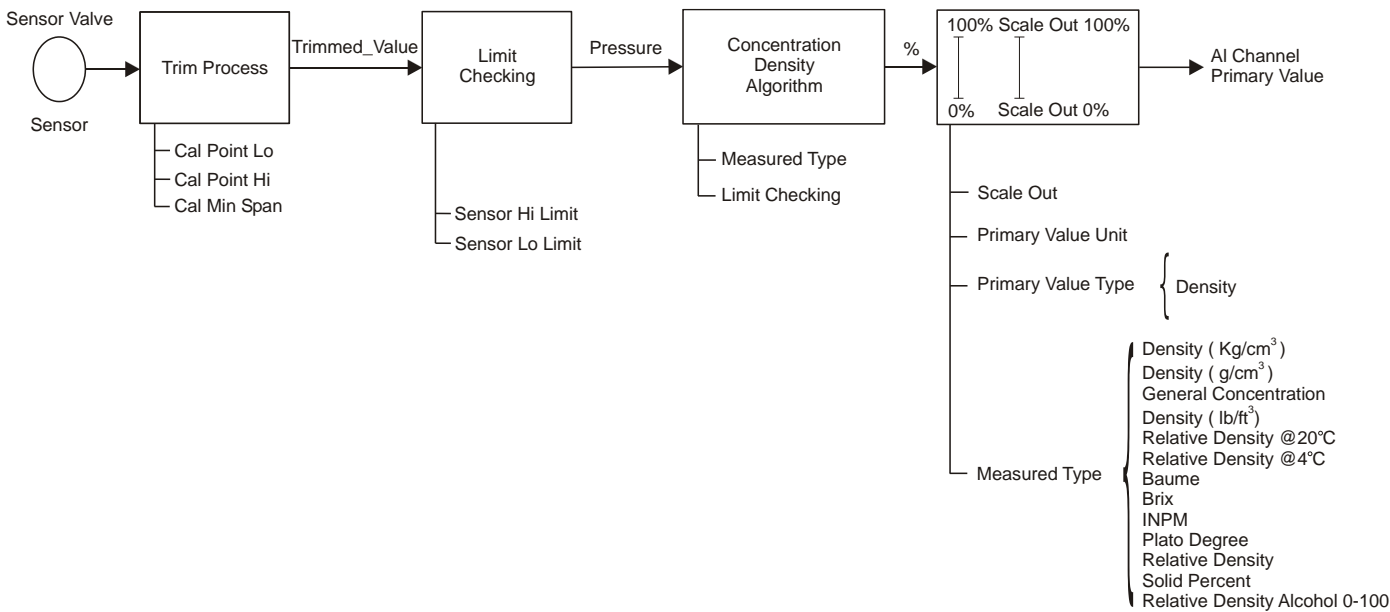 Sensor Valve
Sensor
Trim Process
Cal Point Lo
Cal Point Hi
Cal Min Span
Trimmed_Value
Limit
Checking
Sensor Hi Limit
Sensor Lo Limit
Pressure
Concentration
Density
Algorithm
Measured Type
Limit Checking
%
100% Scale Out 100%
0% Scale Out 0%
AI Channel
Primary Value
Scale Out
Primary Value Unit
Primary Value Type
Density
Measured Type
Density ( Kg/cm³ )
Density ( g/cm³ )
General Concentration
Density ( lb/ft³)
Relative Density @20°C
Relative Density @4°C
Baume
Brix
INPM
Plato Degree
Relative Density
Solid Percent
Relative Density Alcohol 0-100